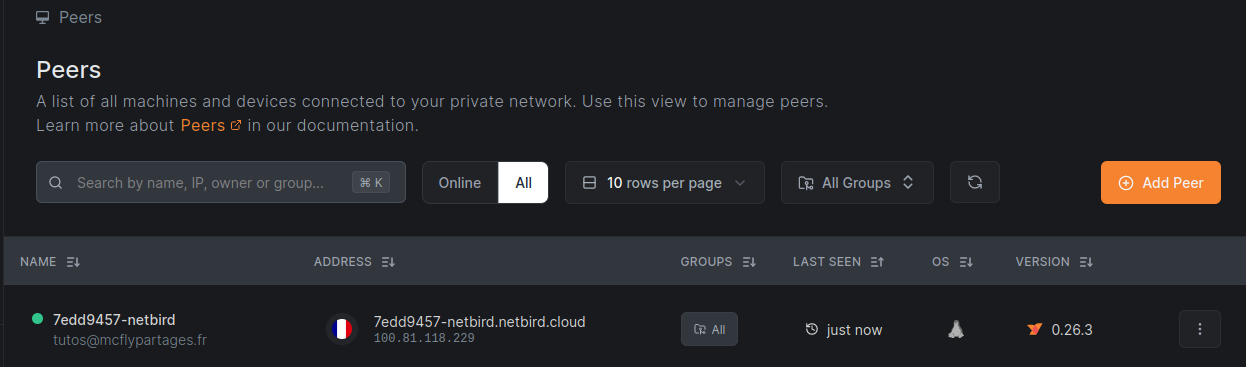 Peers
Peers
A list of all machines and devices connected to your private network. Use this view to manage peers.
Learn more about Peers in our documentation.
Search by name, IP, owner or group... ⌘ K Online All 10 rows per page All Groups Add Peer
NAME ADDRESS GROUPS LAST SEEN OS VERSION
7edd9457-netbird 7edd9457-netbird.netbird.cloud All just now 0.26.3
tutos@mcflypartages.fr 100.81.118.229